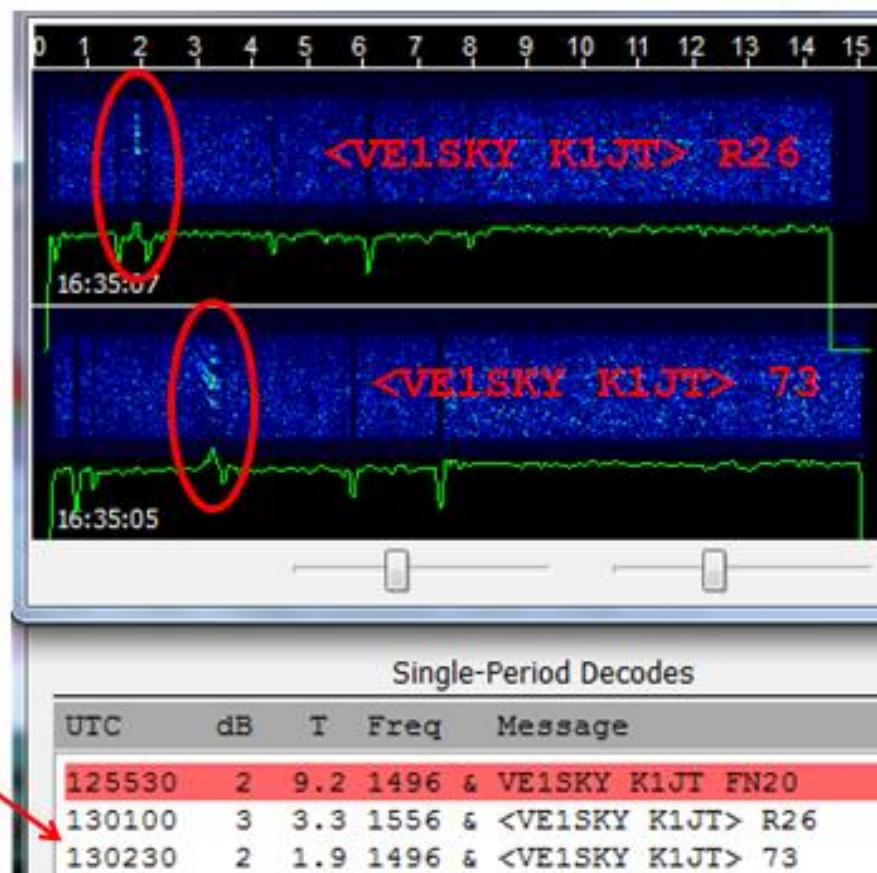 0 1 2 3 4 5 6 7 8 9 10 11 12 13 14 15
<VE1SKY K1JT> R26
16:35:07
<VE1SKY K1JT> 73
16:35:05
Single-Period Decodes
UTC dB T Freq Message
125530 2 9.2 1496 & VE1SKY K1JT FN20
130100 3 3.3 1556 & <VE1SKY K1JT> R26
130230 2 1.9 1496 & <VE1SKY K1JT> 73